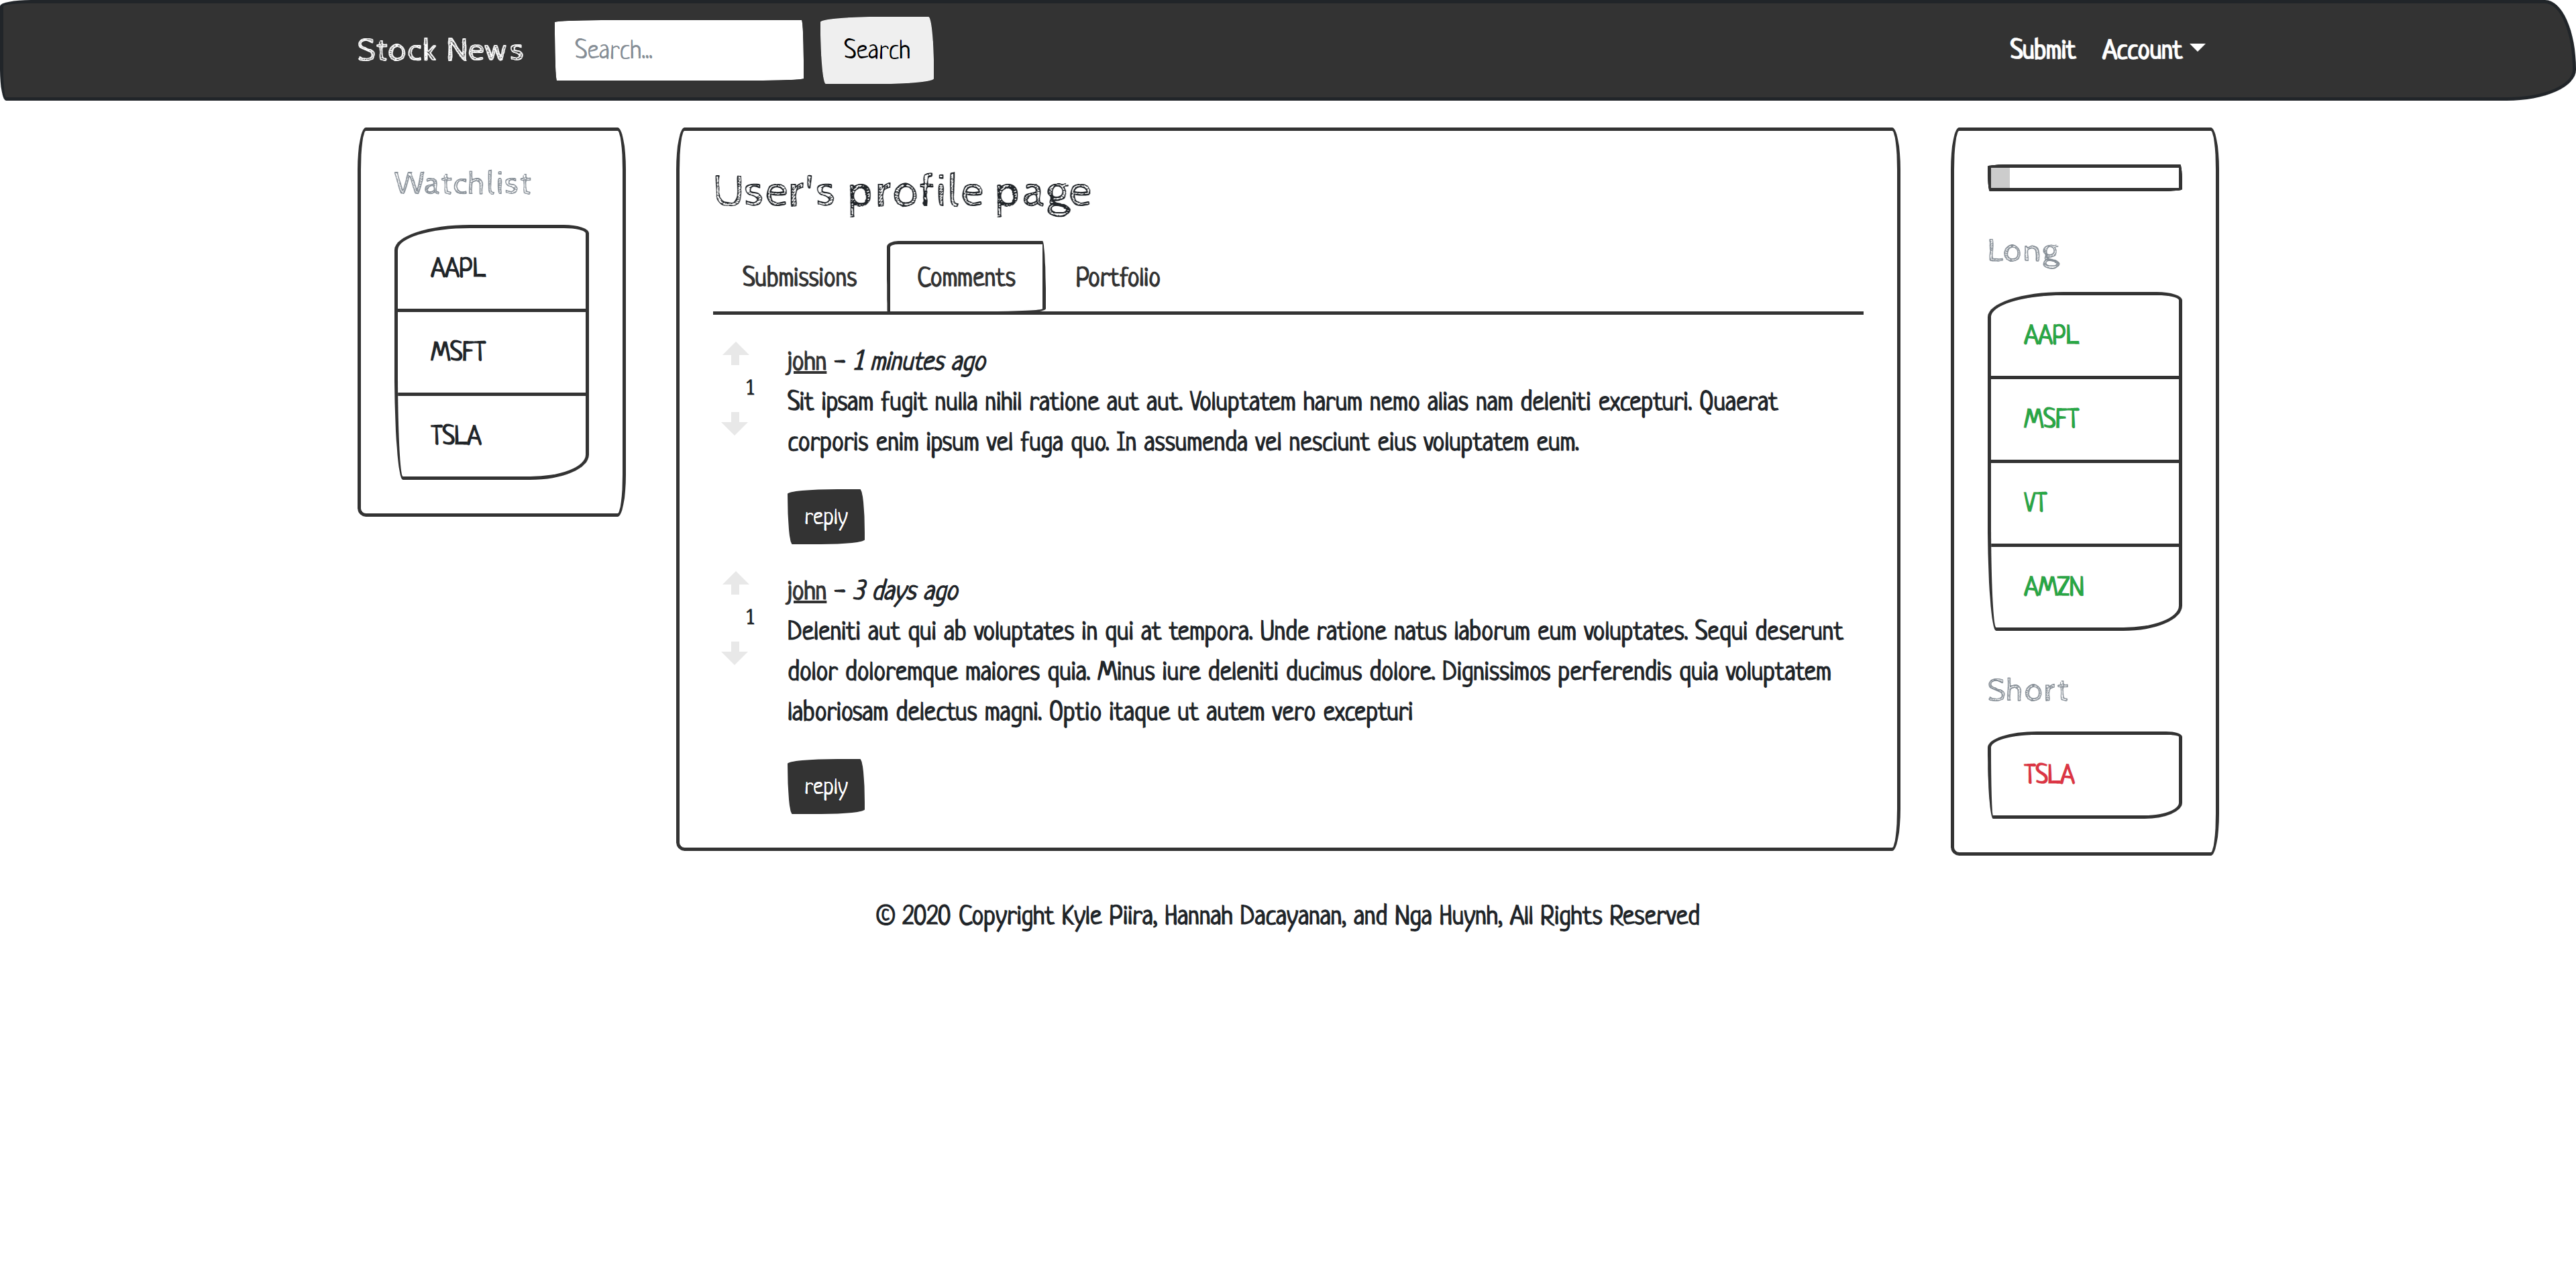 Stock News Search... Search Submit Account
Watchlist
AAPL
MSFT
TSLA
User's profile page
Submissions Comments Portfolio
john - 1 minutes ago
1
Sit ipsam fugit nulla nihil ratione aut aut. Voluptatem harum nemo alias nam deleniti excepturi. Quaerat
corporis enim ipsum vel fuga quo. In assumenda vel nesciunt eius voluptatem eum.
reply
john - 3 days ago
1
Deleniti aut qui ab voluptates in qui at tempora. Unde ratione natus laborum eum voluptates. Sequi deserunt
dolor doloremque maiores quia. Minus iure deleniti ducimus dolore. Dignissimos perferendis quia voluptatem
laboriosam delectus magni. Optio itaque ut autem vero excepturi
reply
Long
AAPL
MSFT
VT
AMZN
Short
TSLA
© 2020 Copyright Kyle Piira, Hannah Dacayanan, and Nga Huynh, All Rights Reserved